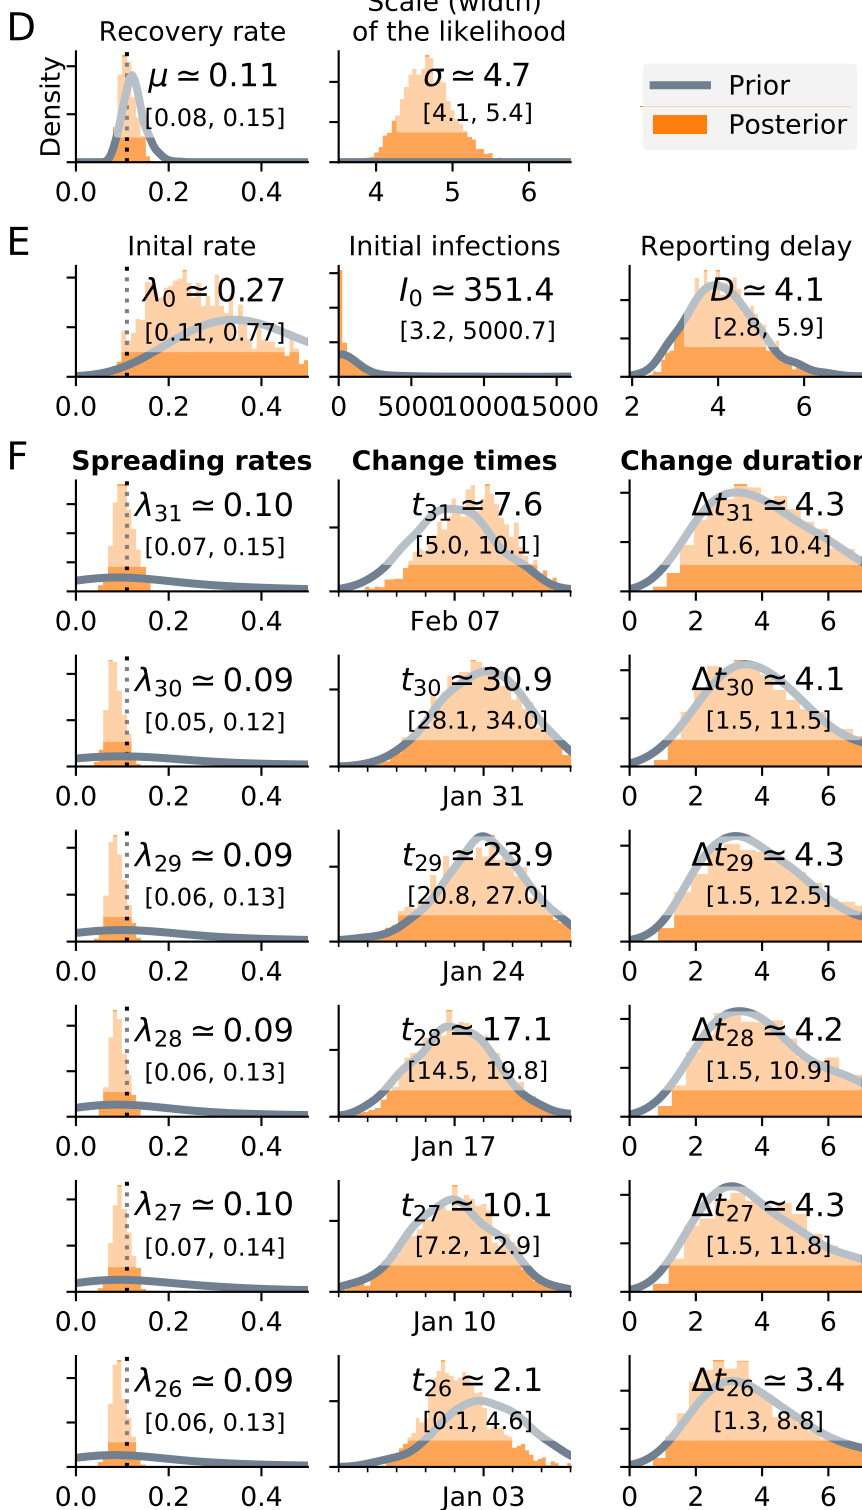 D
Recovery rate
Scale (width)
of the likelihood
Density
μ ≃ 0.11
[0.08, 0.15]
σ ≃ 4.7
[4.1, 5.4]
Prior
Posterior
0.0 0.2 0.4
4 5 6
E
Inital rate
Initial infections
Reporting delay
λ0 ≃ 0.27
[0.11, 0.77]
I0 ≃ 351.4
[3.2, 5000.7]
D ≃ 4.1
[2.8, 5.9]
0.0 0.2 0.4
0 5000 10000 15000
2 4 6
F
Spreading rates
Change times
Change duration
λ31 ≃ 0.10
[0.07, 0.15]
t31 ≃ 7.6
[5.0, 10.1]
Δt31 ≃ 4.3
[1.6, 10.4]
0.0 0.2 0.4
Feb 07
0 2 4 6
λ30 ≃ 0.09
[0.05, 0.12]
t30 ≃ 30.9
[28.1, 34.0]
Δt30 ≃ 4.1
[1.5, 11.5]
0.0 0.2 0.4
Jan 31
0 2 4 6
λ29 ≃ 0.09
[0.06, 0.13]
t29 ≃ 23.9
[20.8, 27.0]
Δt29 ≃ 4.3
[1.5, 12.5]
0.0 0.2 0.4
Jan 24
0 2 4 6
λ28 ≃ 0.09
[0.06, 0.13]
t28 ≃ 17.1
[14.5, 19.8]
Δt28 ≃ 4.2
[1.5, 10.9]
0.0 0.2 0.4
Jan 17
0 2 4 6
λ27 ≃ 0.10
[0.07, 0.14]
t27 ≃ 10.1
[7.2, 12.9]
Δt27 ≃ 4.3
[1.5, 11.8]
0.0 0.2 0.4
Jan 10
0 2 4 6
λ26 ≃ 0.09
[0.06, 0.13]
t26 ≃ 2.1
[0.1, 4.6]
Δt26 ≃ 3.4
[1.3, 8.8]
0.0 0.2 0.4
Jan 03
0 2 4 6